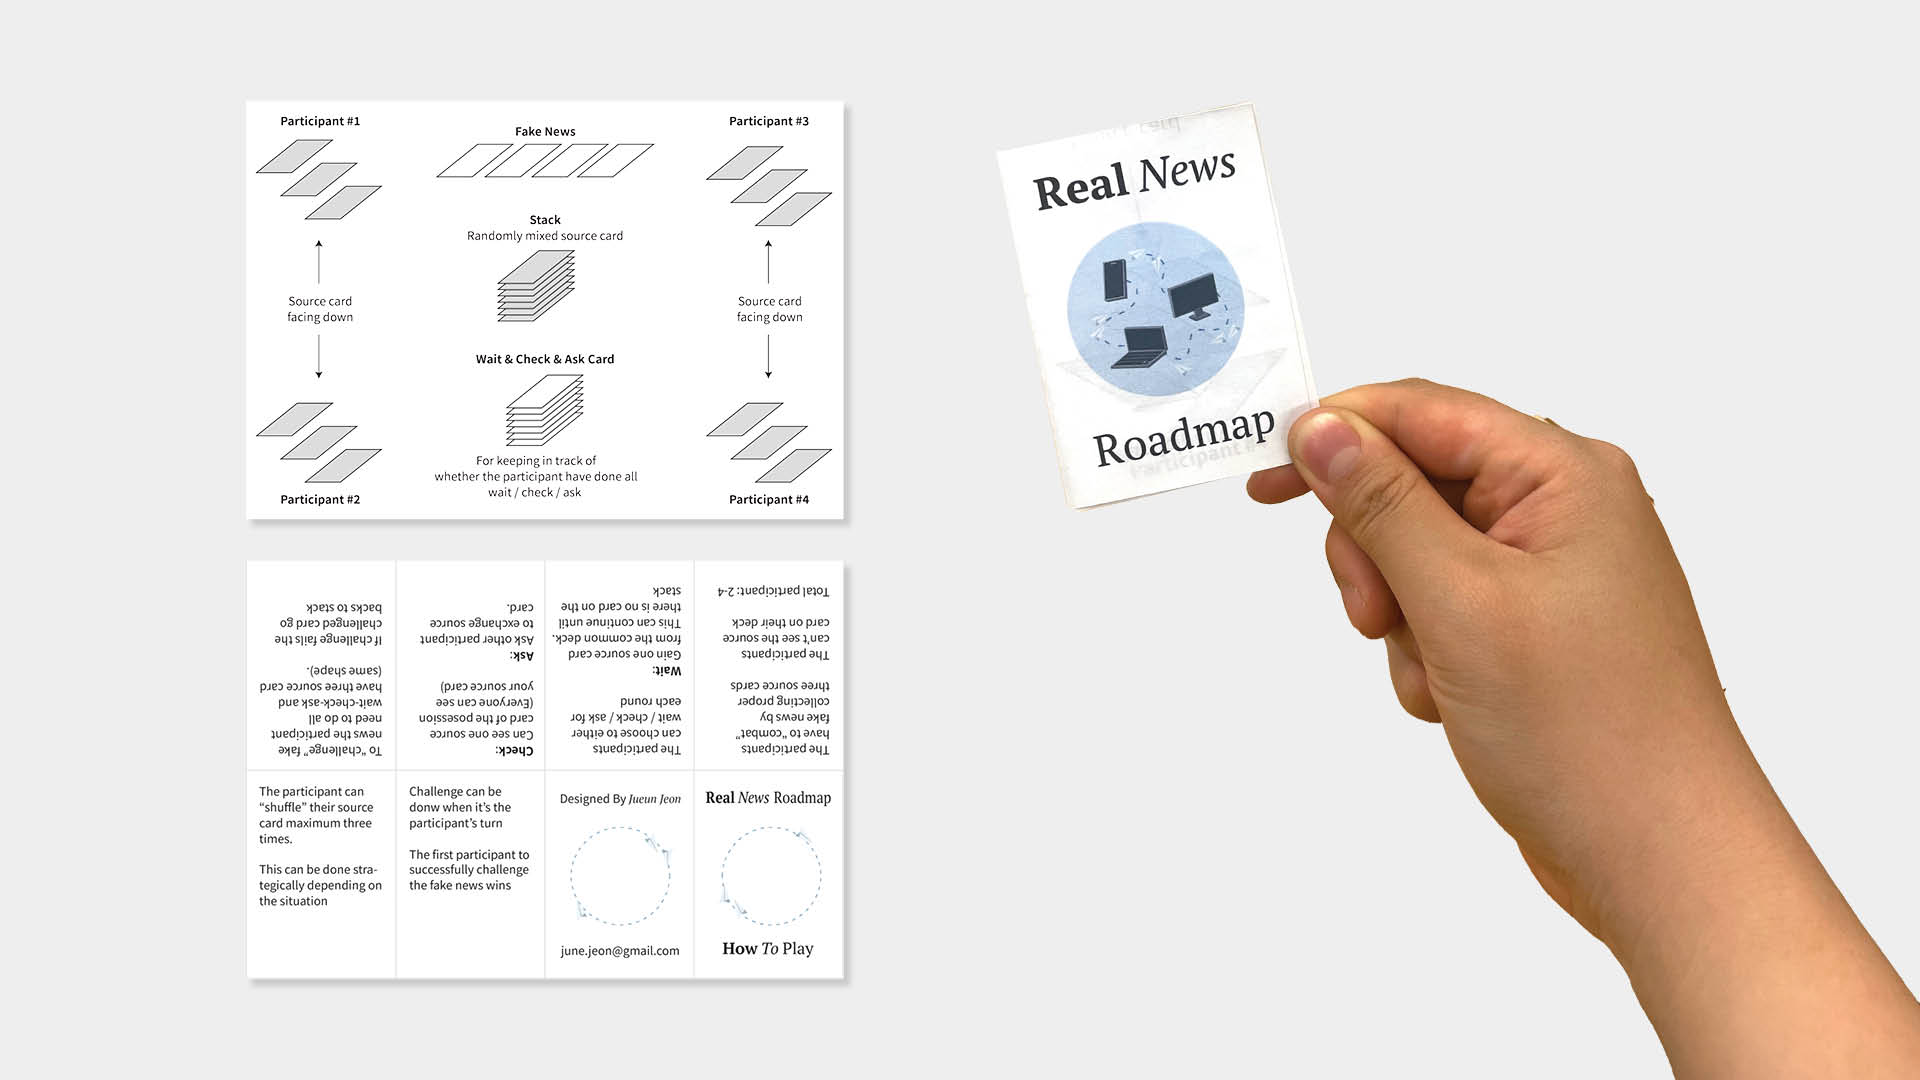 Participant #1
Fake News
Participant #3
Stack
Randomly mixed source card
Source card
facing down
Source card
facing down
Wait & Check & Ask Card
For keeping in track of
whether the participant have done all
wait / check / ask
Participant #2
Participant #4
The participants
have to “combat”
fake news by
collecting proper
three source cards
The participants
can't see the source
card on their deck
Total participant: 2-4
The participants
can choose to either
wait / check / ask for
each round
Wait:
Gain one source card
from the common deck.
This can continue until
there is no card on the
stack
Check:
Can see one source
card of the posession
(Everyone can see
your source card)
Ask:
Ask other participant
to exchange source
card.
To “challenge” fake
news the participant
need to do all
wait-check-ask and
have three source card
(same shape).
If challenge fails the
challenged card go
backs to stack
The participant can
“shuffle” their source
card maximum three
times.
This can be done stra-
tegically depending on
the situation
Challenge can be
donw when it’s the
participant’s turn
The first participant to
successfully challenge
the fake news wins
Designed By Jueun Jeon
june.jeon@gmail.com
Real News Roadmap
How To Play
Real News
Roadmap
Participant